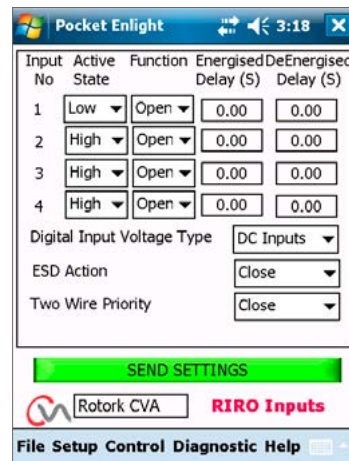 Pocket Enlight 3:18 X
Input Active Function Energised DeEnergised
No State Delay (S) Delay (S)
1 Low Open 0.00 0.00
2 High Open 0.00 0.00
3 High Open 0.00 0.00
4 High Open 0.00 0.00
Digital Input Voltage Type DC Inputs
ESD Action Close
Two Wire Priority Close
SEND SETTINGS
Rotork CVA RIRO Inputs
File Setup Control Diagnostic Help